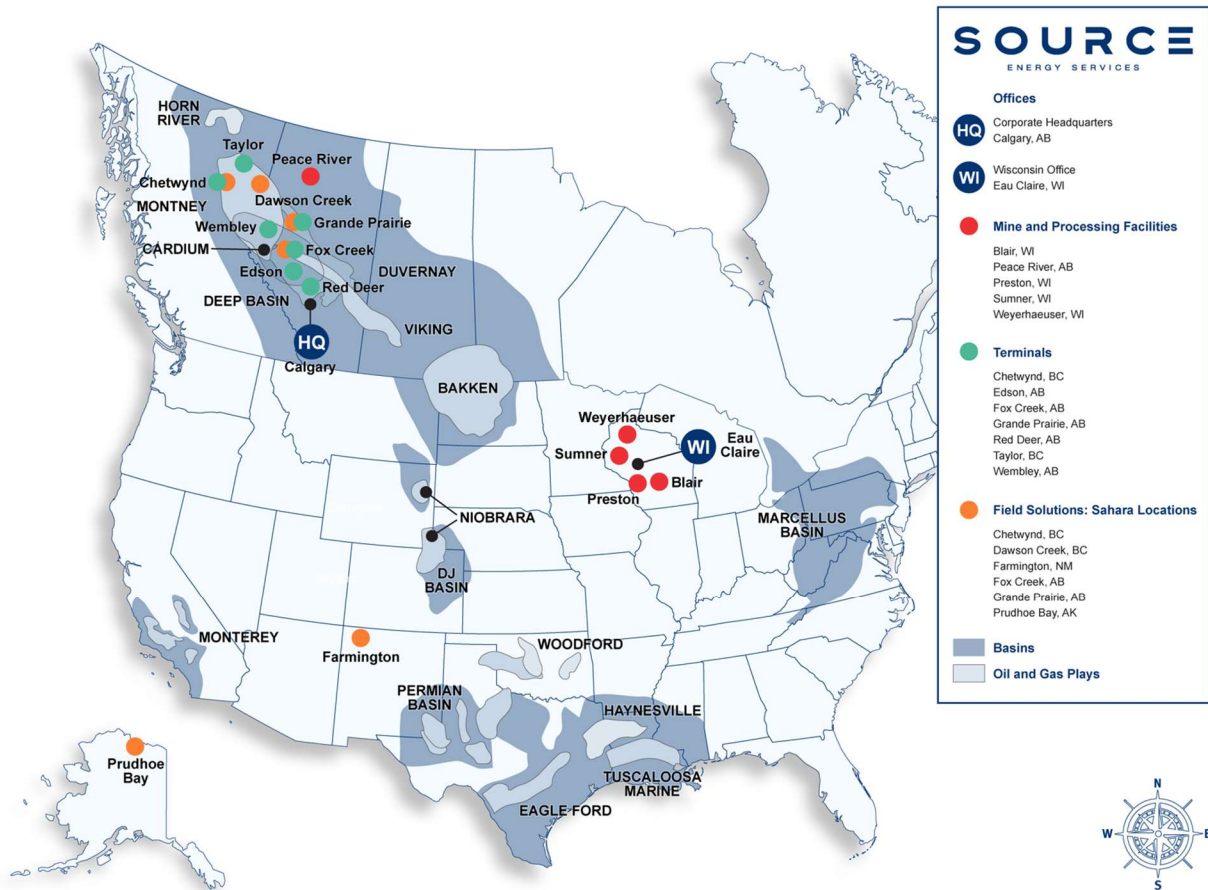 HORN
RIVER
Taylor
Peace River
Chetwynd
Dawson Creek
MONTNEY
Wembley
Grande Prairie
CARDIUM
Fox Creek
Edson
DUVERNAY
Red Deer
DEEP BASIN
VIKING
HQ
Calgary
BAKKEN
Weyerhaeuser
Sumner
WI
Eau
Claire
Preston
Blair
NIOBRARA
MARCELLUS
BASIN
DJ
BASIN
MONTEREY
Farmington
WOODFORD
PERMIAN
BASIN
HAYNESVILLE
TUSCALOOSA
MARINE
EAGLE FORD
Prudhoe
Bay
SOURCE
ENERGY SERVICES
Offices
HQ
Corporate Headquarters
Calgary, AB
WI
Wisconsin Office
Eau Claire, WI
Mine and Processing Facilities
Blair, WI
Peace River, AB
Preston, WI
Sumner, WI
Weyerhaeuser, WI
Terminals
Chetwynd, BC
Edson, AB
Fox Creek, AB
Grande Prairie, AB
Red Deer, AB
Taylor, BC
Wembley, AB
Field Solutions: Sahara Locations
Chetwynd, BC
Dawson Creek, BC
Farmington, NM
Fox Creek, AB
Grande Prairie, AB
Prudhoe Bay, AK
Basins
Oil and Gas Plays
N
W
E
S